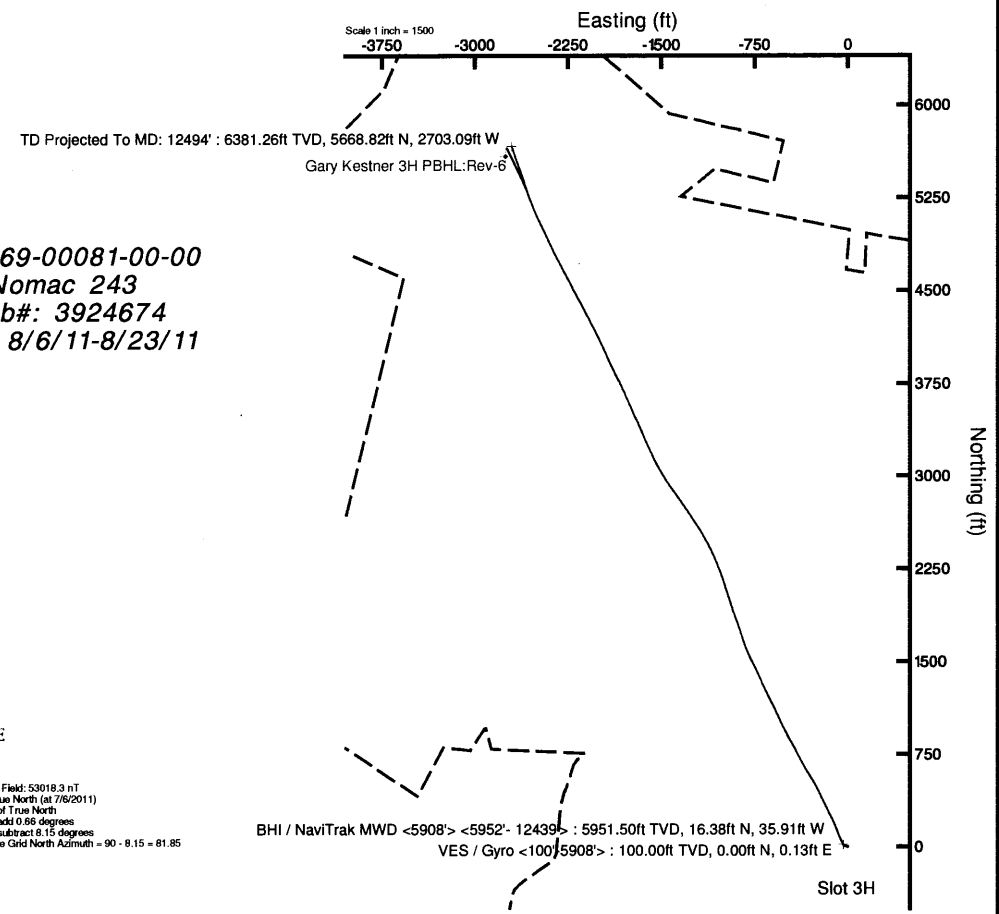 Easting (ft)
Scale 1 inch = 1500
-3750 -3000 -2250 -1500 -750 0
6000
TD Projected To MD: 12494' : 6381.26ft TVD, 5668.82ft N, 2703.09ft W
Gary Kestner 3H PBHL:Rev-6
5250
69-00081-00-00
Nomac 243
b#: 3924674
8/6/11-8/23/11
4500
3750
Northing (ft)
3000
2250
1500
E
750
Field: 53018.3 nT
ue North (at 7/6/2011)
of True North
add 0.66 degrees
subtract 8.15 degrees
e Grid North Azimuth = 90 - 8.15 = 81.85
BHI / NaviTrak MWD <5908'> <5952'- 12439> : 5951.50ft TVD, 16.38ft N, 35.91ft W
VES / Gyro <100'-5908'> : 100.00ft TVD, 0.00ft N, 0.13ft E
0
Slot 3H